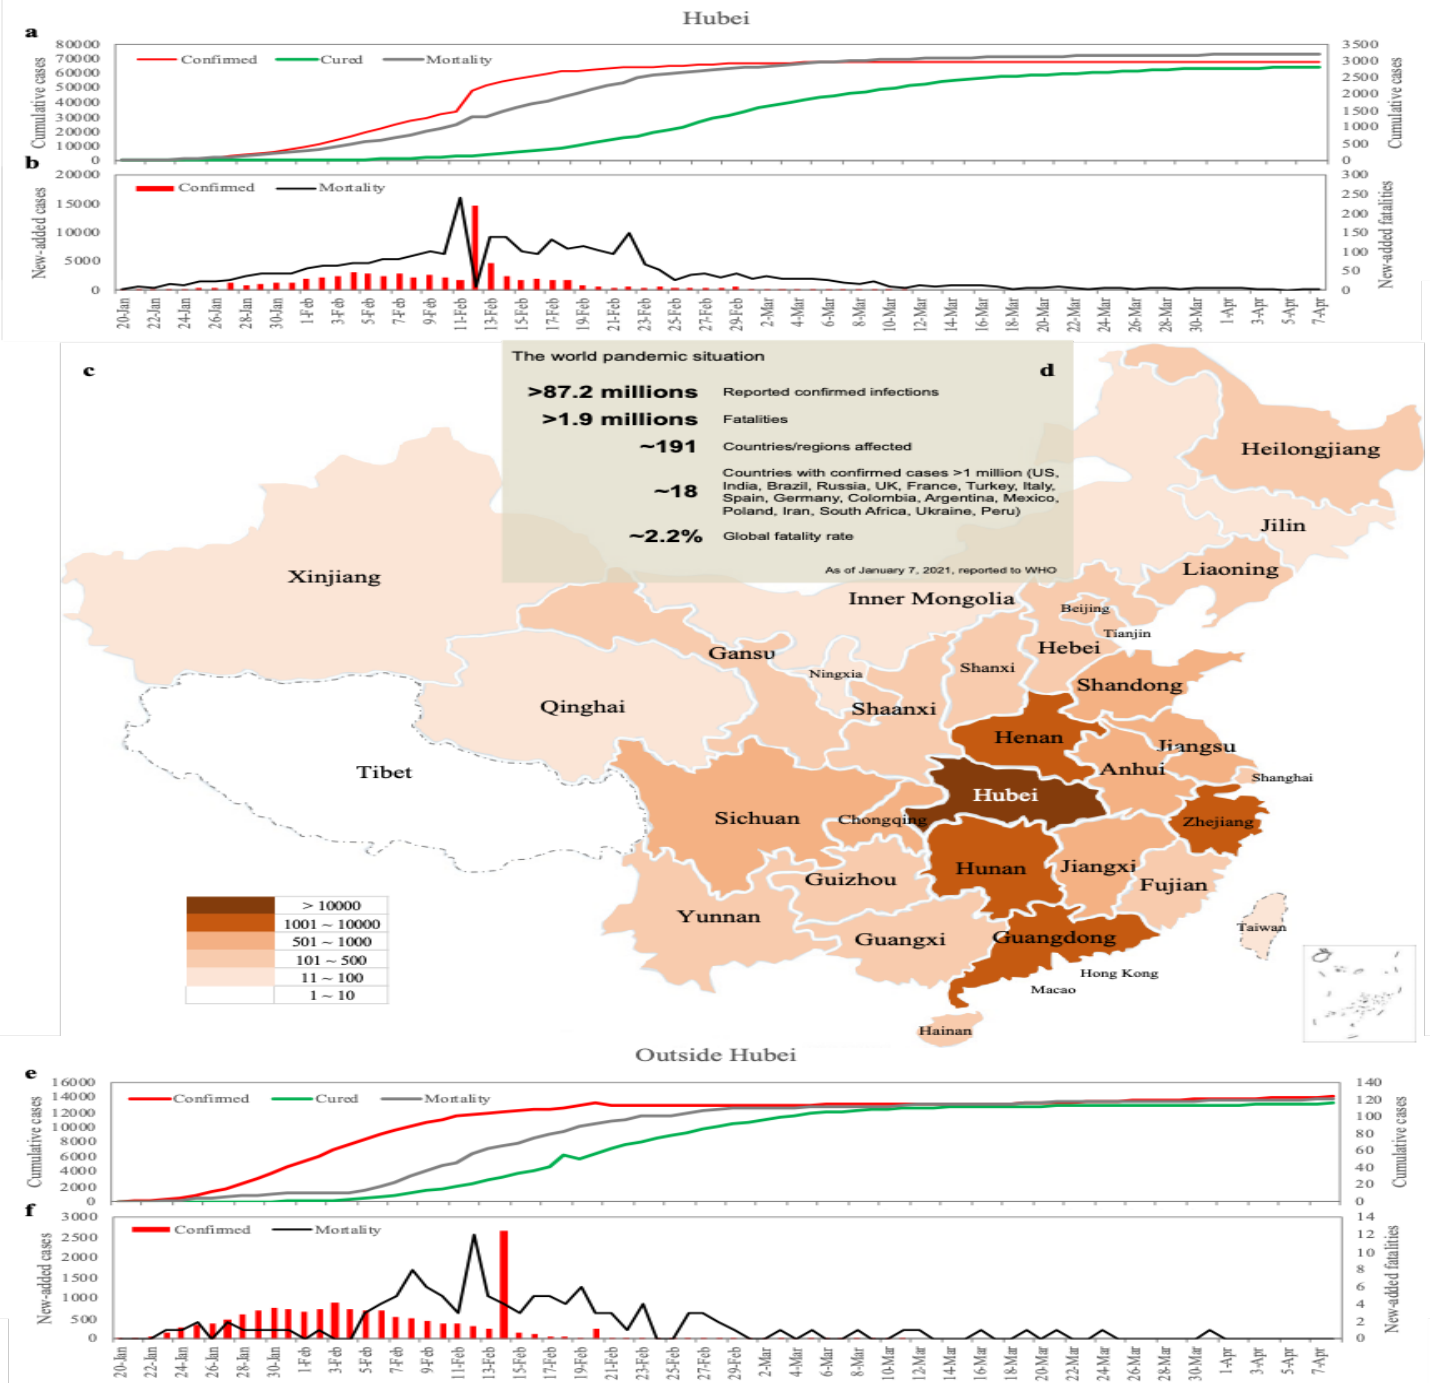 Hubei
a
80000
70000
60000
50000
40000
30000
20000
10000
0
Cumulative cases
Confirmed Cured Mortality
3500
3000
2500
2000
1500
1000
500
0
Cumulative cases
b
20000
15000
10000
5000
0
New-added cases
Confirmed Mortality
300
250
200
150
100
50
0
New-added fatalities
20-Jan 22-Jan 24-Jan 26-Jan 28-Jan 30-Jan 1-Feb 3-Feb 5-Feb 7-Feb 9-Feb 11-Feb 13-Feb 15-Feb 17-Feb 19-Feb 21-Feb 23-Feb 25-Feb 27-Feb 29-Feb 2-Mar 4-Mar 6-Mar 8-Mar 10-Mar 12-Mar 14-Mar 16-Mar 18-Mar 20-Mar 22-Mar 24-Mar 26-Mar 28-Mar 30-Mar 1-Apr 3-Apr 5-Apr 7-Apr
c
The world pandemic situation
>87.2 millions Reported confirmed infections
>1.9 millions Fatalities
~191 Countries/regions affected
~18 Countries with confirmed cases >1 million (US,
India, Brazil, Russia, UK, France, Turkey, Italy,
Spain, Germany, Colombia, Argentina, Mexico,
Poland, Iran, South Africa, Ukraine, Peru)
~2.2% Global fatality rate
As of January 7, 2021, reported to WHO
d
Heilongjiang
Jilin
Liaoning
Xinjiang
Inner Mongolia
Beijing
Tianjin
Hebei
Gansu
Ningxia
Shanxi
Shandong
Qinghai
Shaanxi
Henan
Jiangsu
Anhui
Tibet
Shanghai
Hubei
Sichuan
Chongqing
Zhejiang
Hunan
Jiangxi
Guizhou
Fujian
Yunnan
Guangxi
Guangdong
Taiwan
Hong Kong
Macao
Hainan
> 10000
1001 ~ 10000
501 ~ 1000
101 ~ 500
11 ~ 100
1 ~ 10
Outside Hubei
e
16000
14000
12000
10000
8000
6000
4000
2000
0
Cumulative cases
Confirmed Cured Mortality
140
120
100
80
60
40
20
0
Cumulative cases
f
3000
2500
2000
1500
1000
500
0
New-added cases
Confirmed Mortality
14
12
10
8
6
4
2
0
New-added fatalities
20-Jan 22-Jan 24-Jan 26-Jan 28-Jan 30-Jan 1-Feb 3-Feb 5-Feb 7-Feb 9-Feb 11-Feb 13-Feb 15-Feb 17-Feb 19-Feb 21-Feb 23-Feb 25-Feb 27-Feb 29-Feb 2-Mar 4-Mar 6-Mar 8-Mar 10-Mar 12-Mar 14-Mar 16-Mar 18-Mar 20-Mar 22-Mar 24-Mar 26-Mar 28-Mar 30-Mar 1-Apr 3-Apr 5-Apr 7-Apr